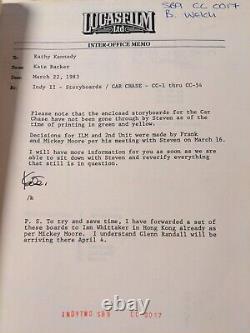 S69 CC 0017
B. WELCH
LUCASFILM
Ltd
INTER-OFFICE MEMO
To Kathy Kennedy
From Kate Barker
Date March 22, 1983
Re Indy II - Storyboards / CAR CHASE - CC-1 thru CC-54
Please note that the enclosed storyboards for the Car
Chase have not been gone through by Steven as of the
time of printing in green and yellow.
Decisions for ILM and 2nd Unit were made by Frank
and Mickey Moore per his meeting with Steven on March 16.
I will have more information for you as soon as we are
able to sit down with Steven and reverify everything
that still is in question.
/k
P. S. To try and save time, I have forwarded a set of
these boards to Ian Whittaker in Hong Kong already as
per Mickey Moore. I understand Glenn Randall will be
arriving there April 4.
INDYTWO S69 CC 0017